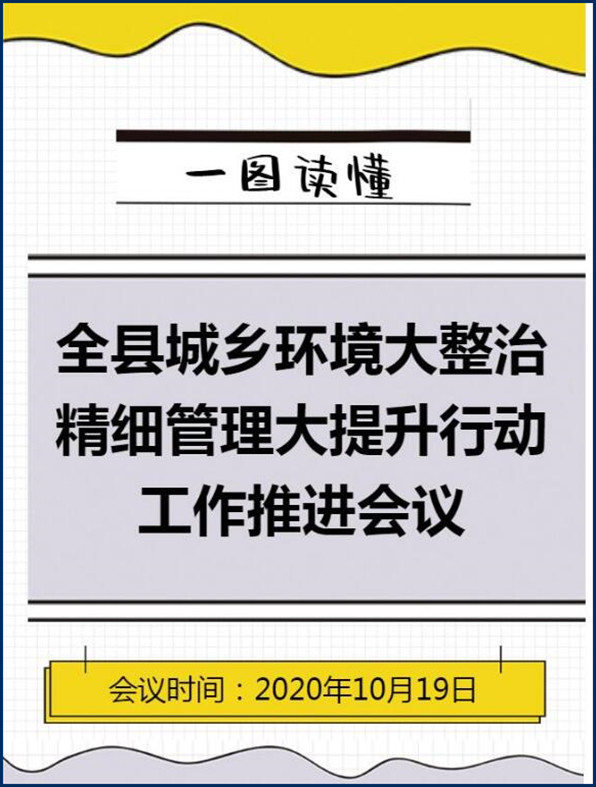 一图读懂
全县城乡环境大整治
精细管理大提升行动
工作推进会议
会议时间：2020年10月19日